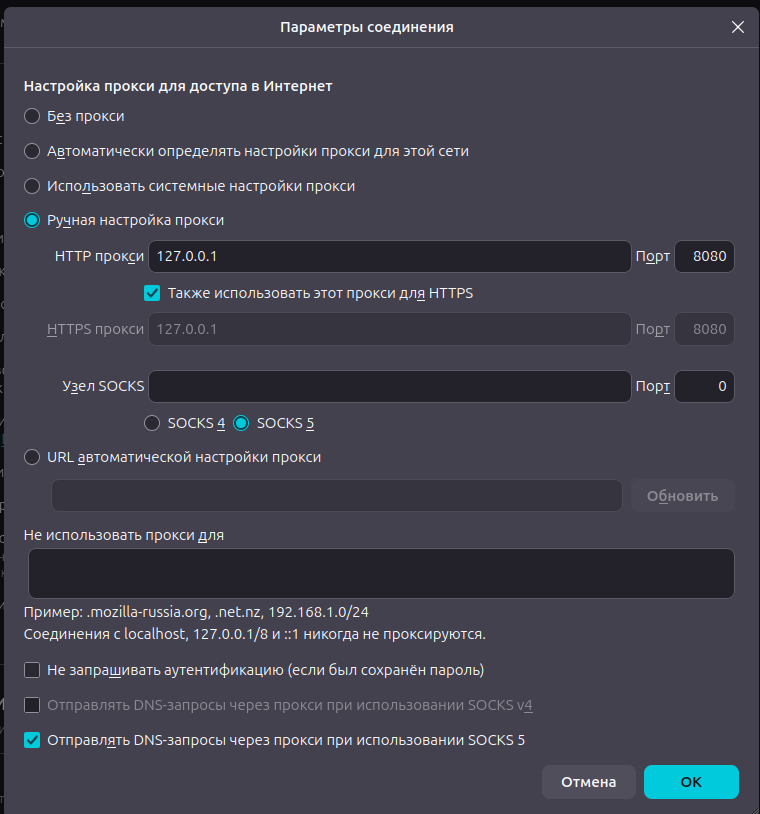 Параметры соединения
Настройка прокси для доступа в Интернет
Без прокси
Автоматически определять настройки прокси для этой сети
Использовать системные настройки прокси
Ручная настройка прокси
HTTP прокси 127.0.0.1 Порт 8080
Также использовать этот прокси для HTTPS
HTTPS прокси 127.0.0.1 Порт 8080
Узел SOCKS Порт 0
SOCKS 4 SOCKS 5
URL автоматической настройки прокси
Обновить
Не использовать прокси для
Пример: .mozilla-russia.org, .net.nz, 192.168.1.0/24
Соединения с localhost, 127.0.0.1/8 и ::1 никогда не проксируются.
Не запрашивать аутентификацию (если был сохранён пароль)
Отправлять DNS-запросы через прокси при использовании SOCKS v4
Отправлять DNS-запросы через прокси при использовании SOCKS 5
Отмена ОК